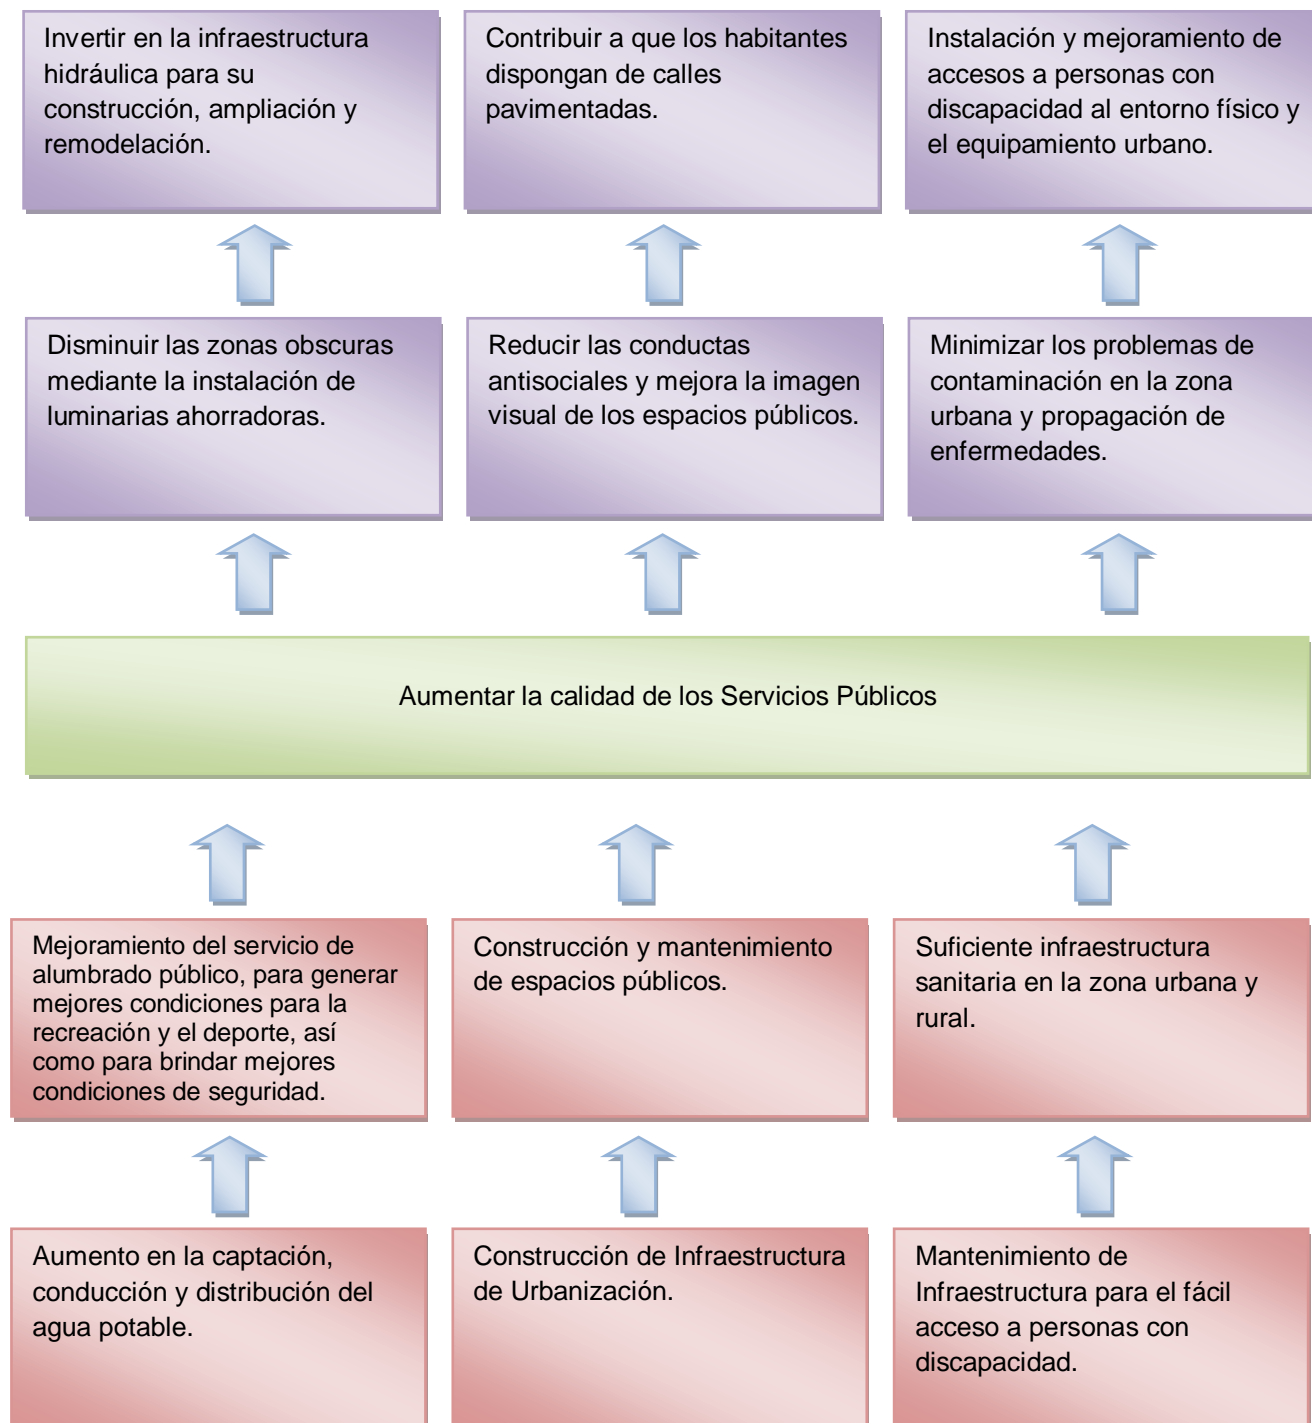 Invertir en la infraestructura
hidráulica para su
construcción, ampliación y
remodelación.
Contribuir a que los habitantes
dispongan de calles
pavimentadas.
Instalación y mejoramiento de
accesos a personas con
discapacidad al entorno físico y
el equipamiento urbano.
Disminuir las zonas obscuras
mediante la instalación de
luminarias ahorradoras.
Reducir las conductas
antisociales y mejora la imagen
visual de los espacios públicos.
Minimizar los problemas de
contaminación en la zona
urbana y propagación de
enfermedades.
Aumentar la calidad de los Servicios Públicos
Mejoramiento del servicio de
alumbrado público, para generar
mejores condiciones para la
recreación y el deporte, así
como para brindar mejores
condiciones de seguridad.
Construcción y mantenimiento
de espacios públicos.
Suficiente infraestructura
sanitaria en la zona urbana y
rural.
Aumento en la captación,
conducción y distribución del
agua potable.
Construcción de Infraestructura
de Urbanización.
Mantenimiento de
Infraestructura para el fácil
acceso a personas con
discapacidad.